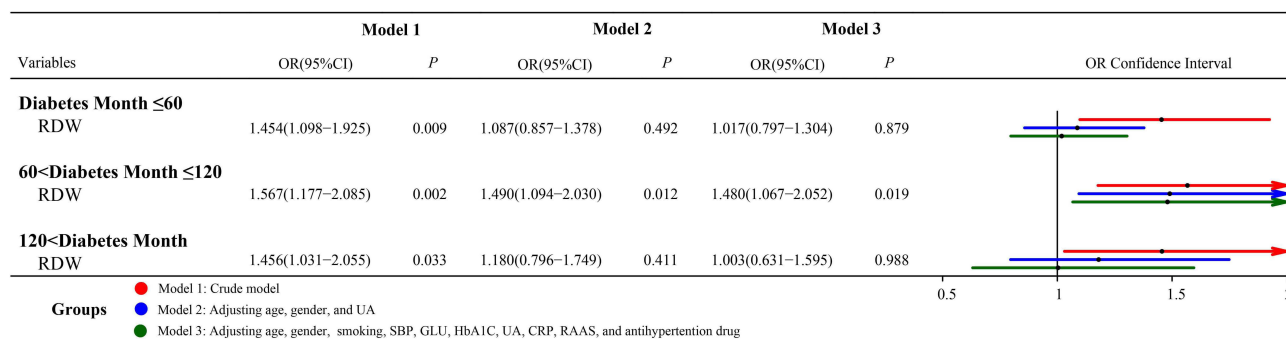 Model 1 Model 2 Model 3
Variables OR(95%CI) P OR(95%CI) P OR(95%CI) P OR Confidence Interval
Diabetes Month ≤60
RDW 1.454(1.098−1.925) 0.009 1.087(0.857−1.378) 0.492 1.017(0.797−1.304) 0.879
60<Diabetes Month ≤120
RDW 1.567(1.177−2.085) 0.002 1.490(1.094−2.030) 0.012 1.480(1.067−2.052) 0.019
120<Diabetes Month
RDW 1.456(1.031−2.055) 0.033 1.180(0.796−1.749) 0.411 1.003(0.631−1.595) 0.988
0.5 1 1.5
Groups
Model 1: Crude model
Model 2: Adjusting age, gender, and UA
Model 3: Adjusting age, gender, smoking, SBP, GLU, HbA1C, UA, CRP, RAAS, and antihypertention drug